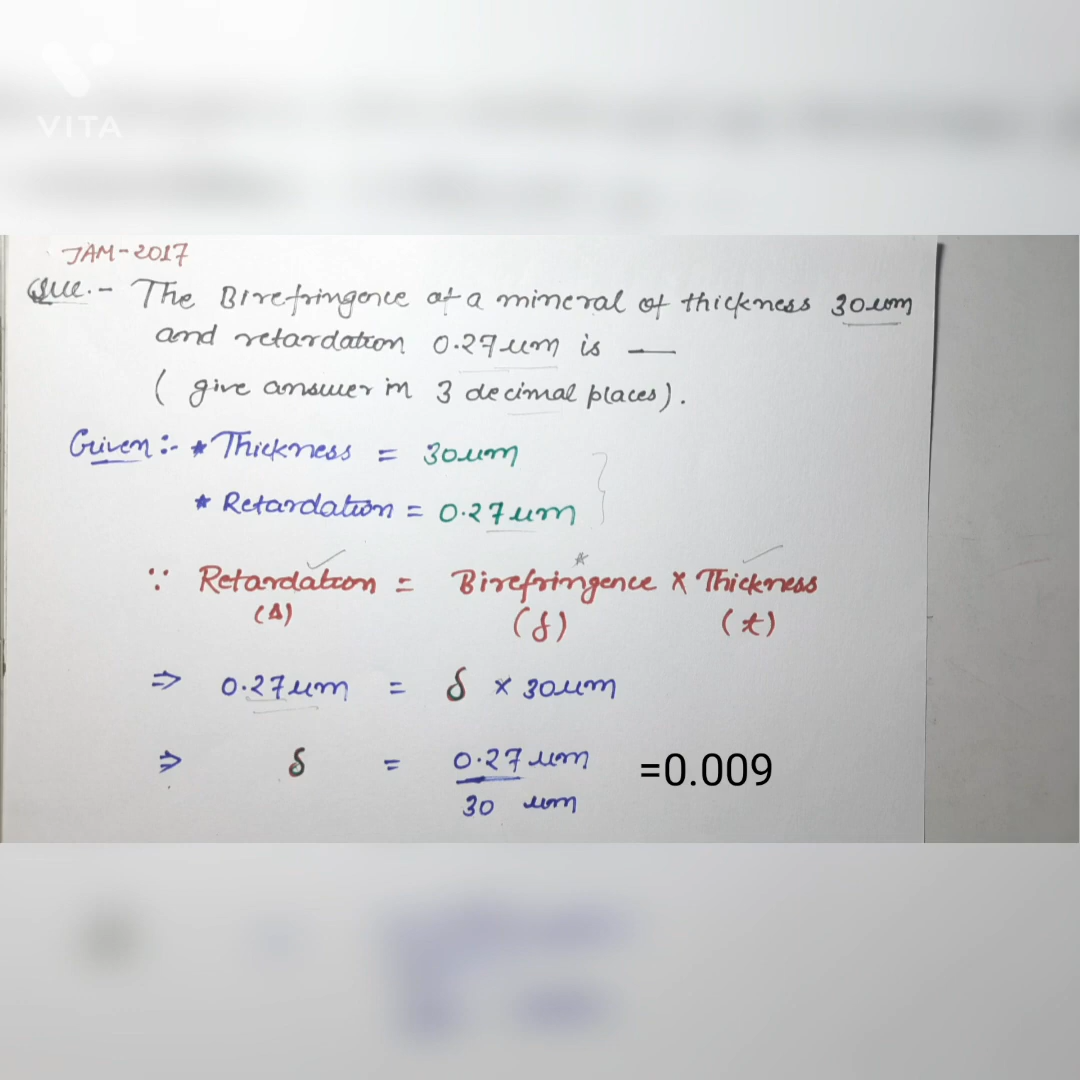 VITA
JAM-2017
Que.- The Birefringence of a mineral of thickness 30um
and retardation 0.27um is —
( give answer in 3 decimal places).
Given :- * Thickness = 30um
* Retardation = 0.27um
∵ Retardation = Birefringence × Thickness
(Δ) (δ) (t)
⇒ 0.27um = δ × 30um
⇒ δ = 0.27um =0.009
30 um